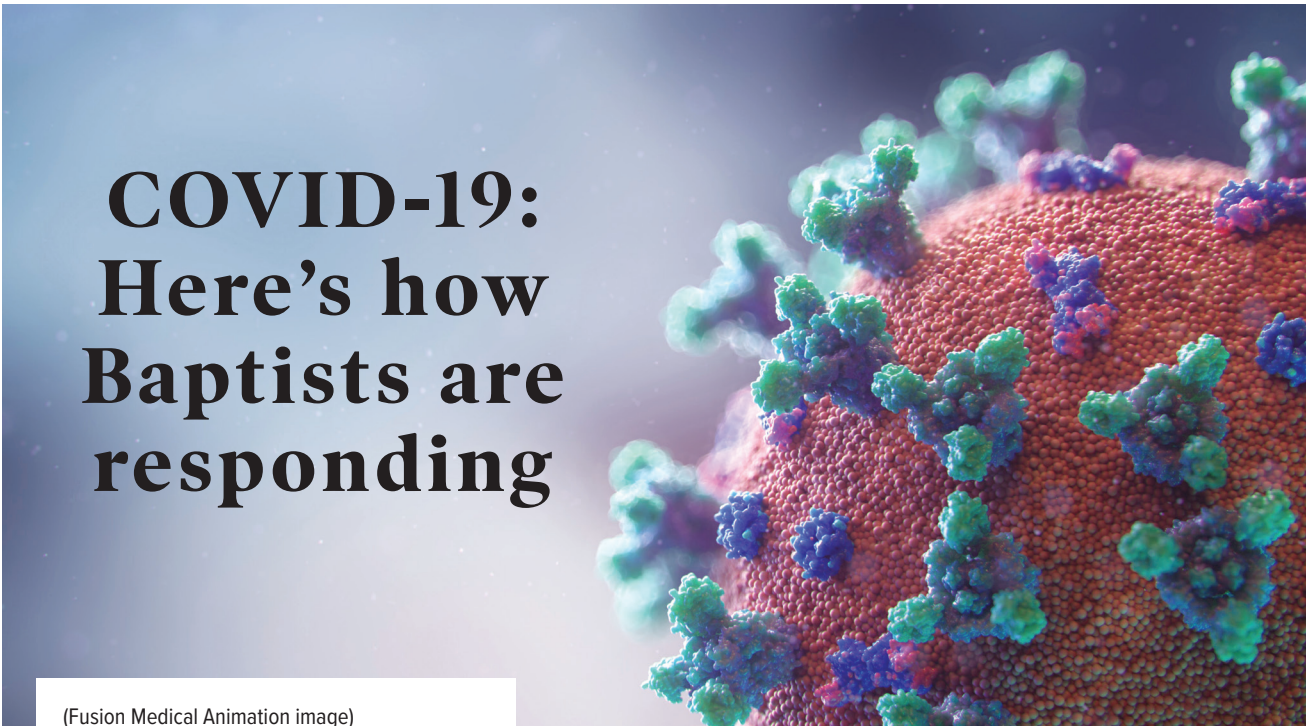 COVID-19:
Here’s how
Baptists are
responding
(Fusion Medical Animation image)